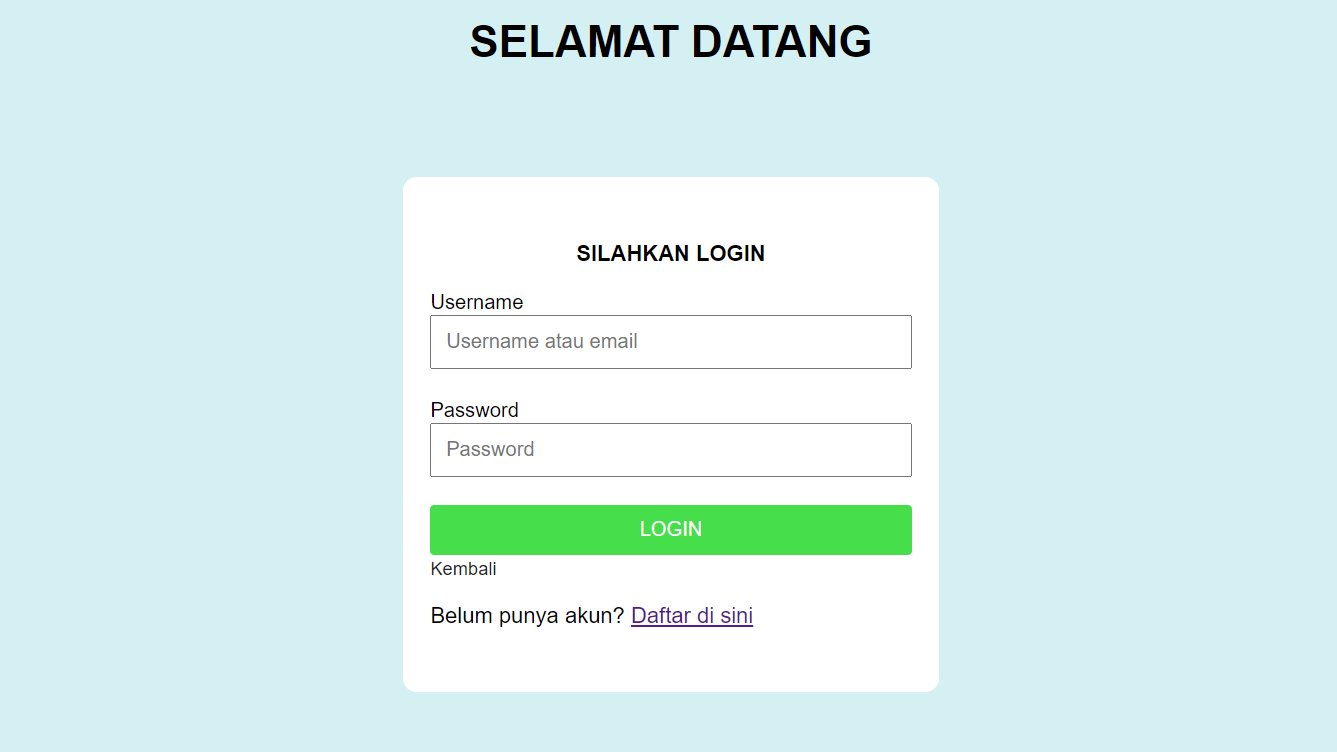 SELAMAT DATANG
SILAHKAN LOGIN
Username
Username atau email
Password
Password
LOGIN
Kembali
Belum punya akun? Daftar di sini